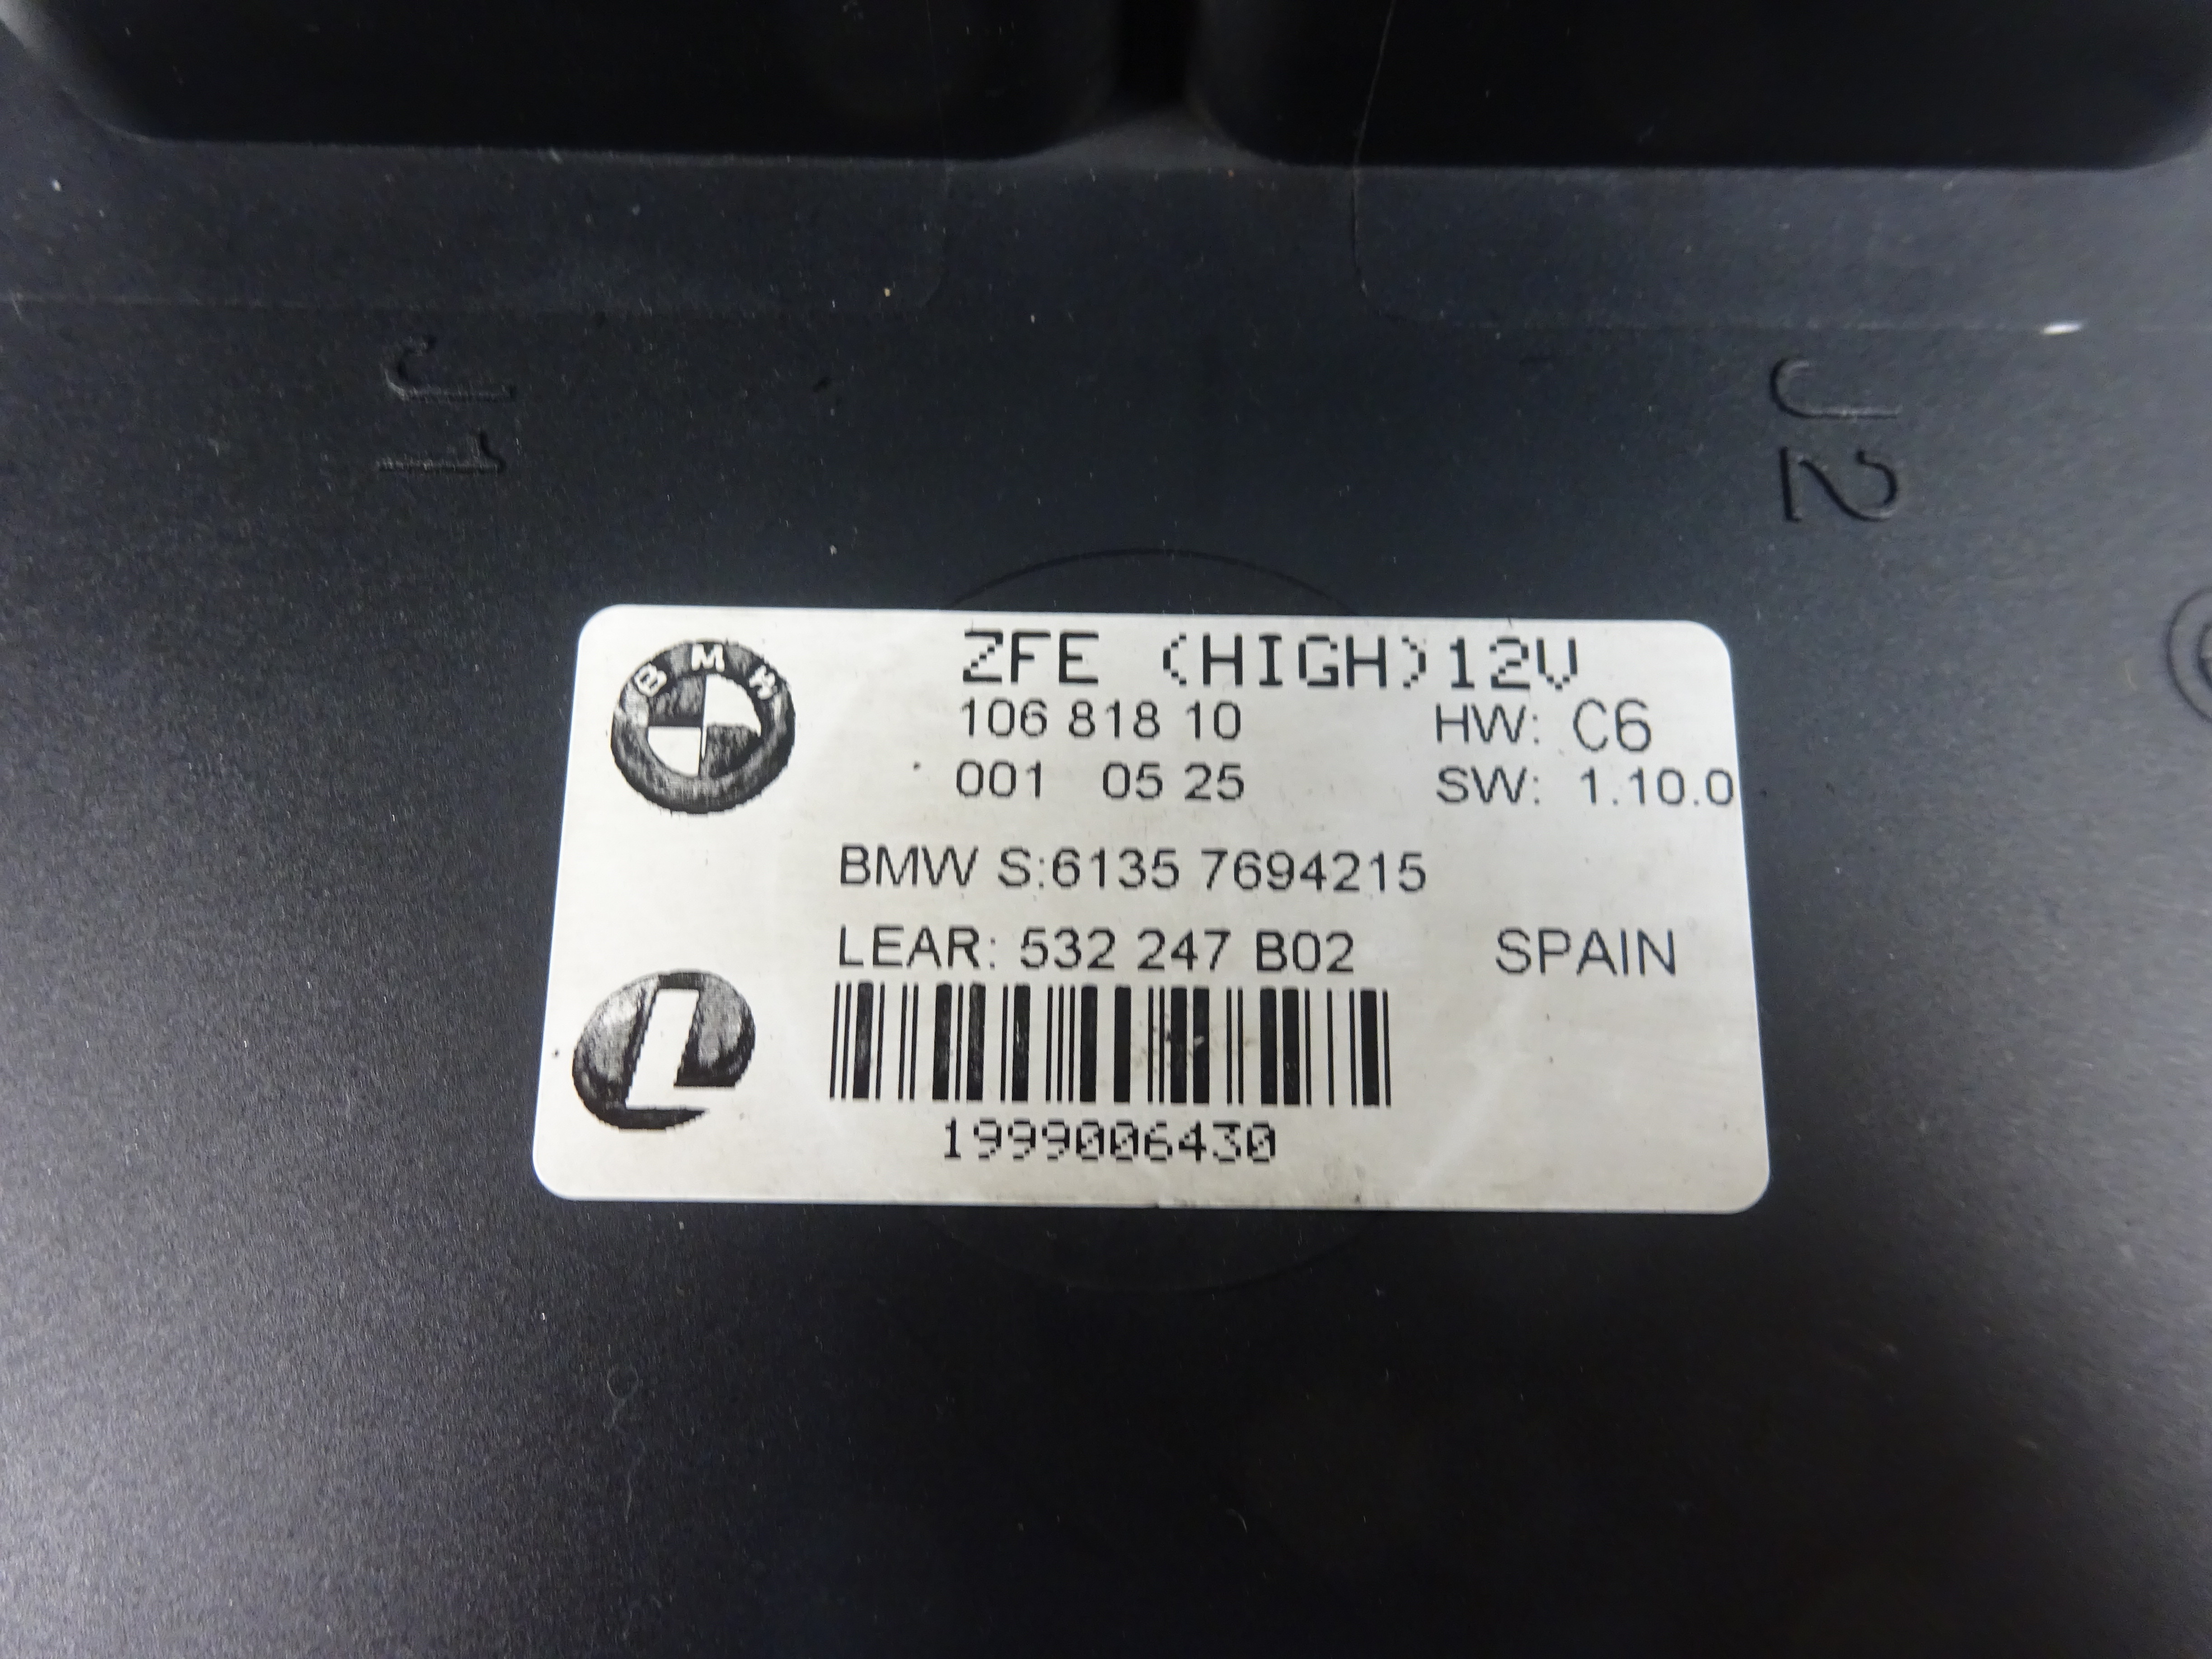 J1
J2
BMW
ZFE (HIGH)12V
106 818 10 HW: C6
001 05 25 SW: 1.10.0
BMW S:6135 7694215
LEAR: 532 247 B02 SPAIN
L
1999006430